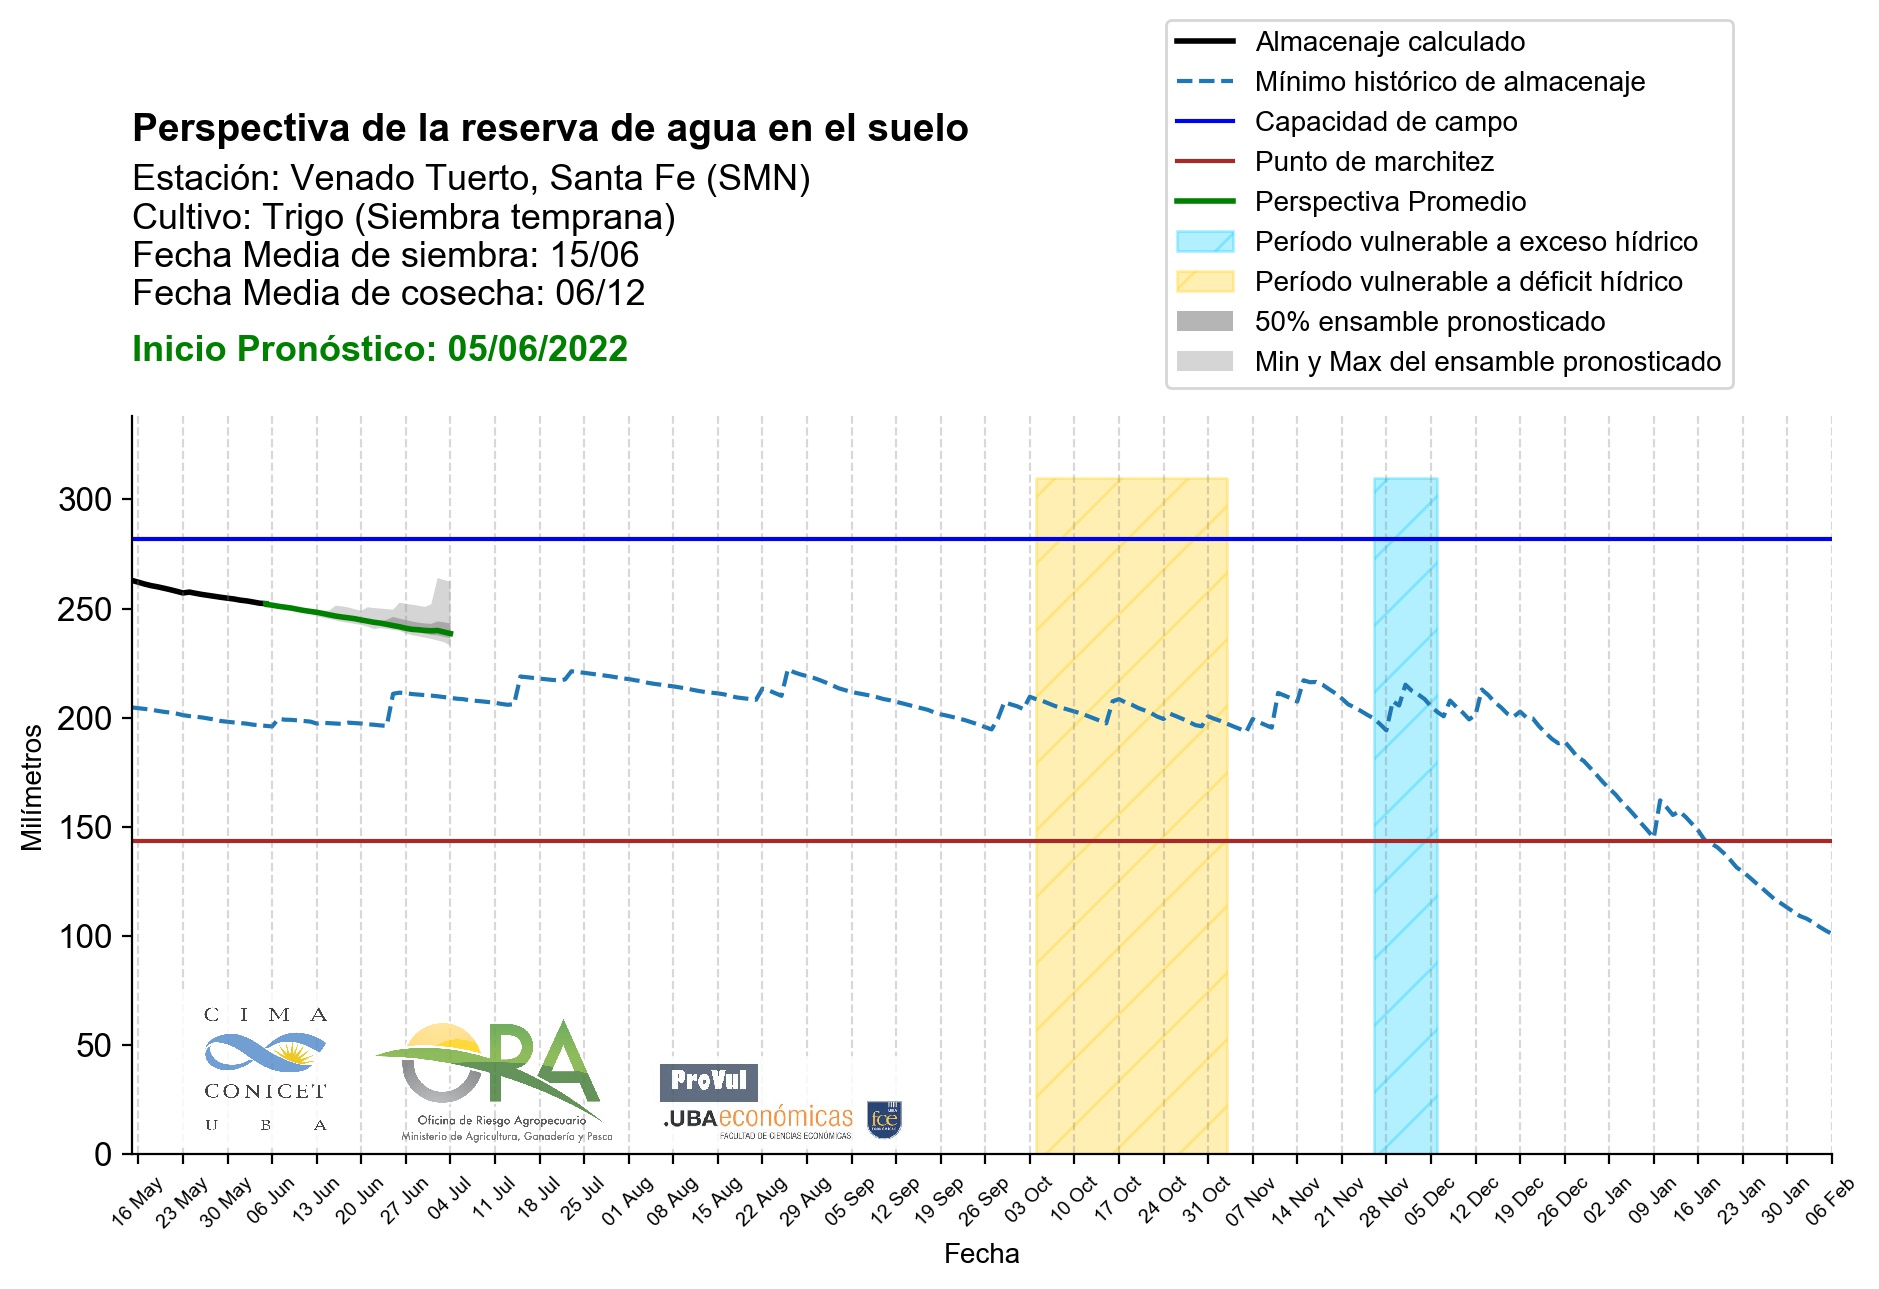 Almacenaje calculado
Mínimo histórico de almacenaje
Capacidad de campo
Punto de marchitez
Perspectiva Promedio
Período vulnerable a exceso hídrico
Período vulnerable a déficit hídrico
50% ensamble pronosticado
Min y Max del ensamble pronosticado
Perspectiva de la reserva de agua en el suelo
Estación: Venado Tuerto, Santa Fe (SMN)
Cultivo: Trigo (Siembra temprana)
Fecha Media de siembra: 15/06
Fecha Media de cosecha: 06/12
Inicio Pronóstico: 05/06/2022
300
250
200
150
100
50
0
Milímetros
CIMA
CONICET
UBA
ORA
Oficina de Riesgo Agropecuario
Ministerio de Agricultura, Ganadería y Pesca
ProVul
.UBAeconómicas
FACULTAD DE CIENCIAS ECONÓMICAS
fce
16 May
23 May
30 May
06 Jun
13 Jun
20 Jun
27 Jun
04 Jul
11 Jul
18 Jul
25 Jul
01 Aug
08 Aug
15 Aug
22 Aug
29 Aug
05 Sep
12 Sep
19 Sep
26 Sep
03 Oct
10 Oct
17 Oct
24 Oct
31 Oct
07 Nov
14 Nov
21 Nov
28 Nov
05 Dec
12 Dec
19 Dec
26 Dec
02 Jan
09 Jan
16 Jan
23 Jan
30 Jan
06 Feb
Fecha